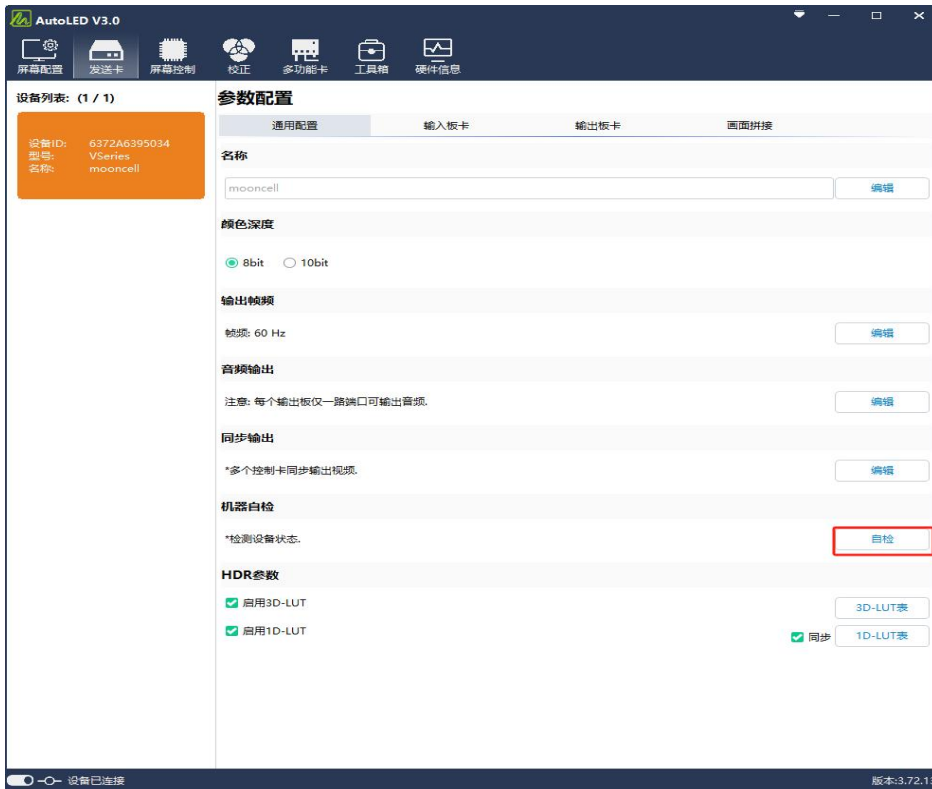 AutoLED V3.0
屏幕配置 发送卡 屏幕控制 校正 多功能卡 工具箱 硬件信息
设备列表: (1 / 1)
设备ID: 6372A6395034
型号: VSeries
名称: mooncell
参数配置
通用配置 输入板卡 输出板卡 画面拼接
名称
mooncell 编辑
颜色深度
8bit 10bit
输出帧频
帧频: 60 Hz 编辑
音频输出
注意: 每个输出板仅一路端口可输出音频. 编辑
同步输出
*多个控制卡同步输出视频. 编辑
机器自检
*检测设备状态. 自检
HDR参数
启用3D-LUT 3D-LUT表
启用1D-LUT 同步 1D-LUT表
设备已连接 版本:3.72.1